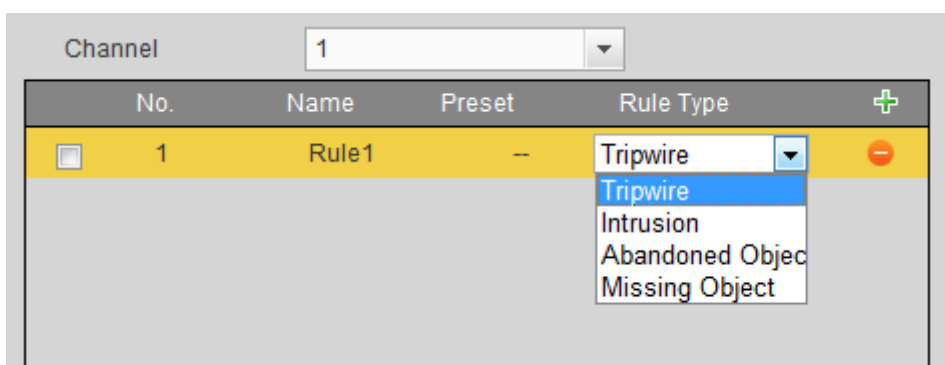 Channel 1
No. Name Preset Rule Type
1 Rule1 -- Tripwire
Tripwire
Intrusion
Abandoned Objec
Missing Object